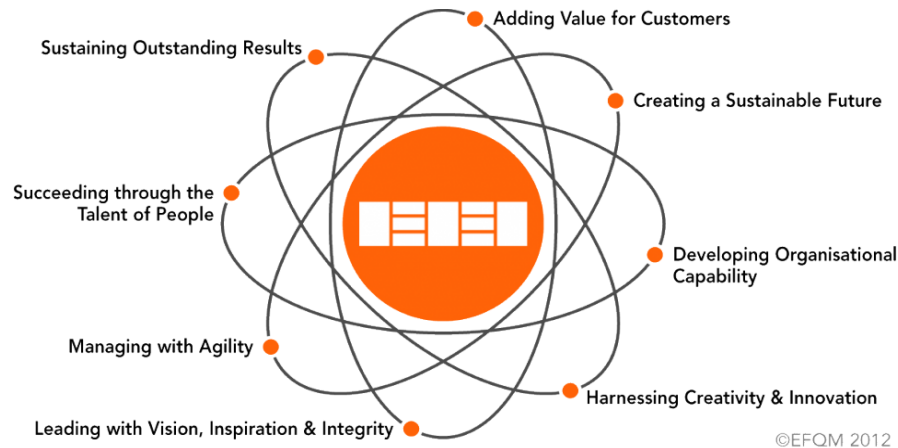 Adding Value for Customers
Sustaining Outstanding Results
Creating a Sustainable Future
Succeeding through the
Talent of People
Developing Organisational
Capability
Managing with Agility
Harnessing Creativity & Innovation
Leading with Vision, Inspiration & Integrity
©EFQM 2012